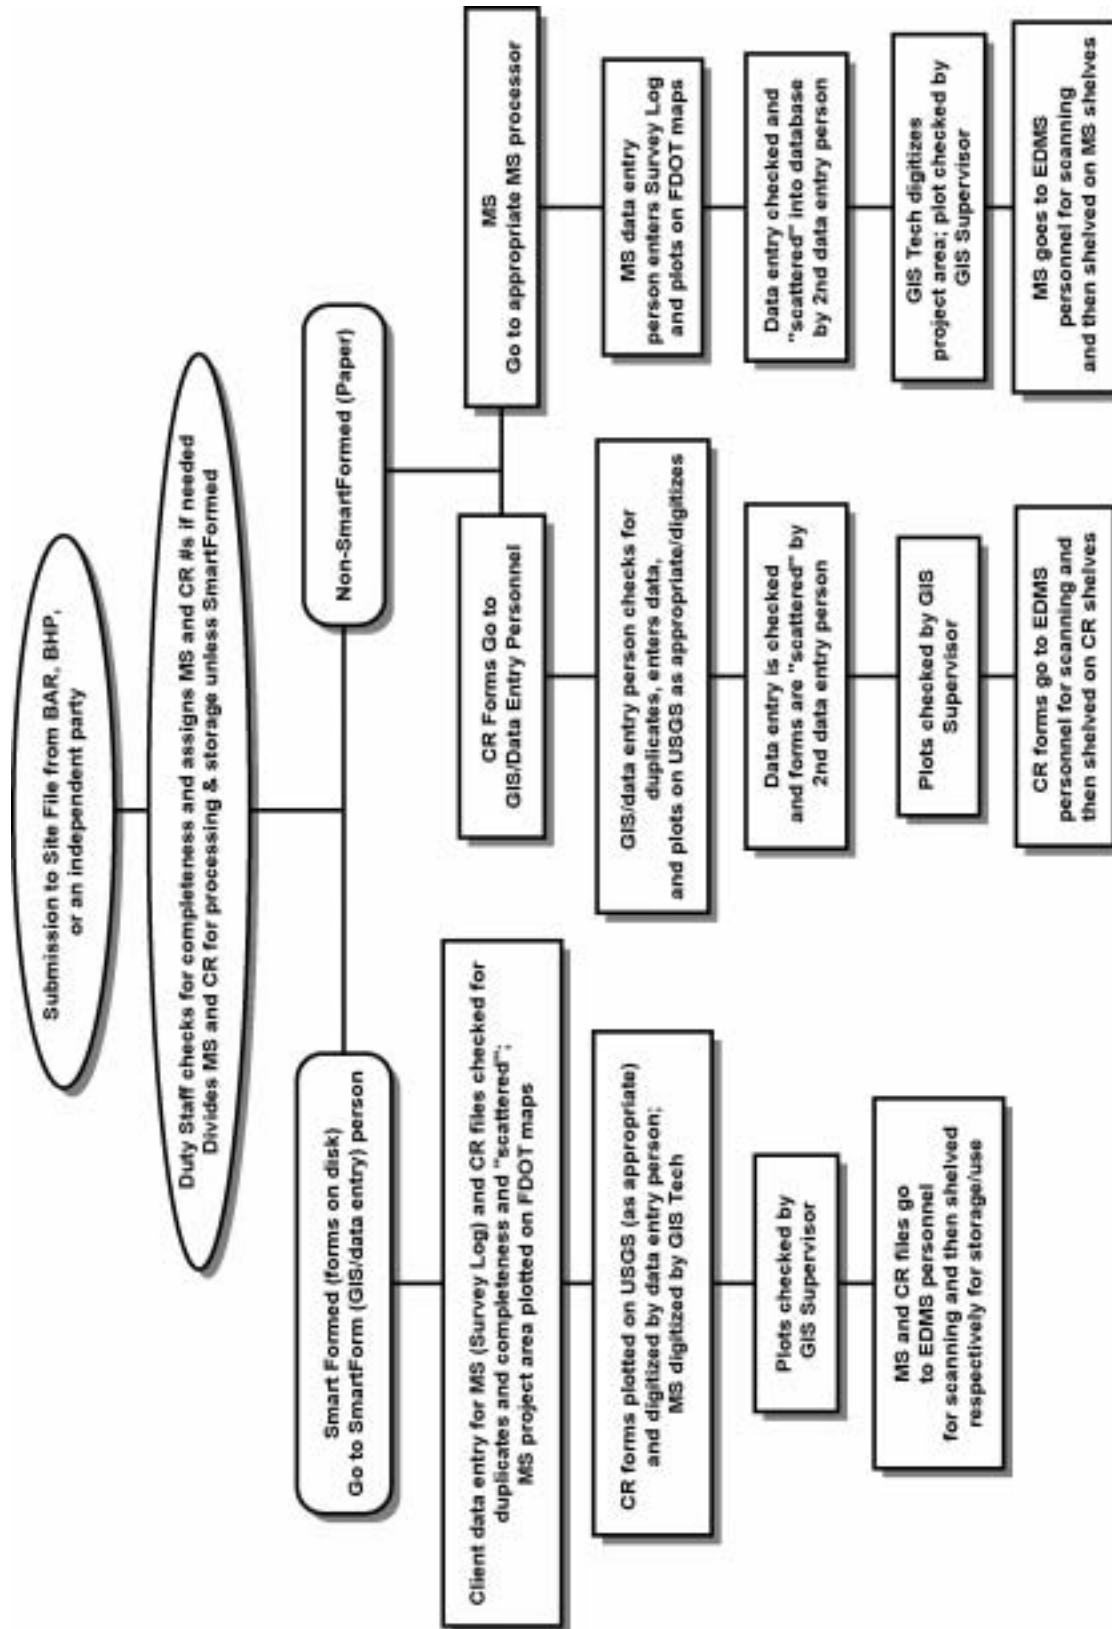 Submission to Site File from BAR, BHP,
or an independent party
Duty Staff checks for completeness and assigns MS and CR #s if needed
Divides MS and CR for processing & storage unless SmartFormed
Smart Formed (forms on disk)
Go to SmartForm (GIS/data entry) person
Non-SmartFormed (Paper)
Client data entry for MS (Survey Log) and CR files checked for
duplicates and completeness and "scattered";
MS project area plotted on FDOT maps
CR forms plotted on USGS (as appropriate)
and digitized by data entry person;
MS digitized by GIS Tech
Plots checked by
GIS Supervisor
MS and CR files go
to EDMS personnel
for scanning and then shelved
respectively for storage/use
CR Forms Go to
GIS/Data Entry Personnel
GIS/data entry person checks for
duplicates, enters data,
and plots on USGS as appropriate/digitizes
Data entry is checked
and forms are "scattered" by
2nd data entry person
Plots checked by GIS
Supervisor
CR forms go to EDMS
personnel for scanning and
then shelved on CR shelves
MS
Go to appropriate MS processor
MS data entry
person enters Survey Log
and plots on FDOT maps
Data entry checked and
"scattered" into database
by 2nd data entry person
GIS Tech digitizes
project area; plot checked by
GIS Supervisor
MS goes to EDMS
personnel for scanning
and then shelved on MS shelves